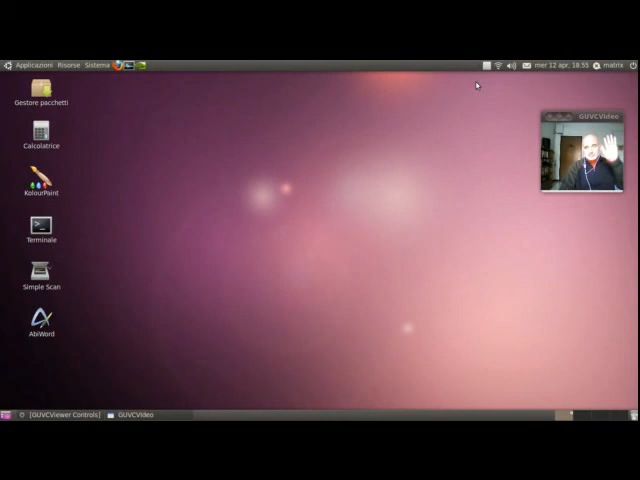 Applicazioni Risorse Sistema
mer 12 apr, 18.55 matrix
Gestore pacchetti
GUVCVideo
Calcolatrice
KolourPaint
Terminale
Simple Scan
AbiWord
[GUVCViewer Controls] GUVCVideo